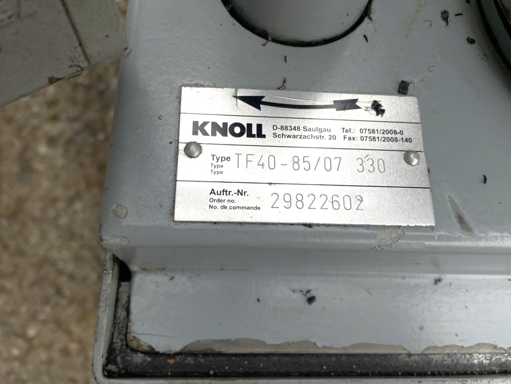 KNOLL
D-88348 Saulgau Tel.: 07581/2008-0
Schwarzachstr. 20 Fax: 07581/2008-140
Type TF40-85/07 330
Type
Type
Auftr.-Nr.
Order no. 29822602
No. de commande